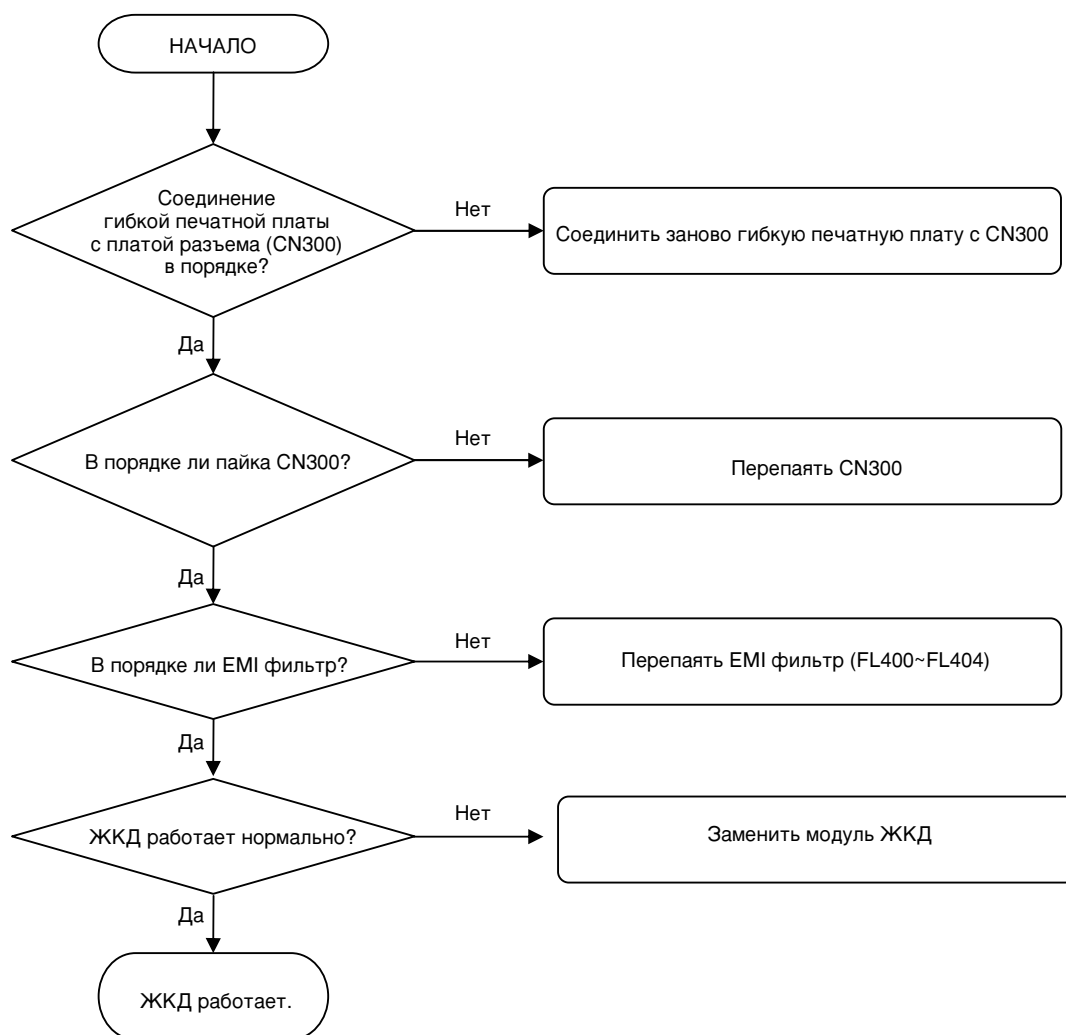 НАЧАЛО
Соединение
гибкой печатной платы
с платой разъема (CN300)
в порядке?
Нет
Соединить заново гибкую печатную плату с CN300
Да
В порядке ли пайка CN300?
Нет
Перепаять CN300
Да
В порядке ли EMI фильтр?
Нет
Перепаять EMI фильтр (FL400~FL404)
Да
ЖКД работает нормально?
Нет
Заменить модуль ЖКД
Да
ЖКД работает.